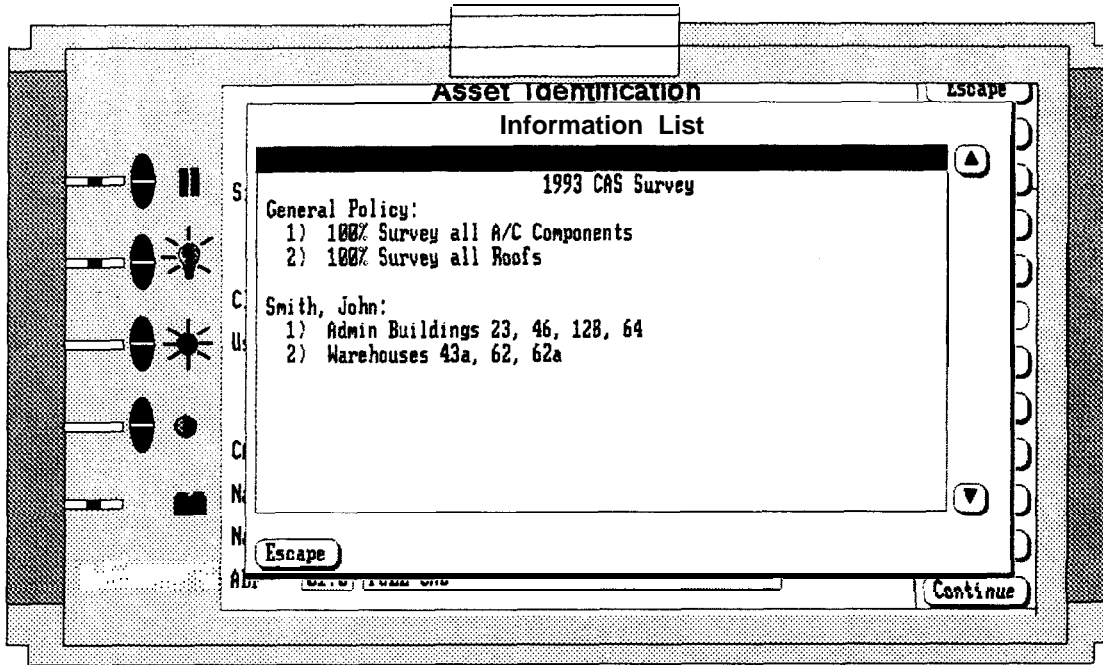 Asset Identification
Escape
Information List
1993 CAS Survey
General Policy:
1) 100% Survey all A/C Components
2) 100% Survey all Roofs
Smith, John:
1) Admin Buildings 23, 46, 128, 64
2) Warehouses 43a, 62, 62a
Escape
Continue